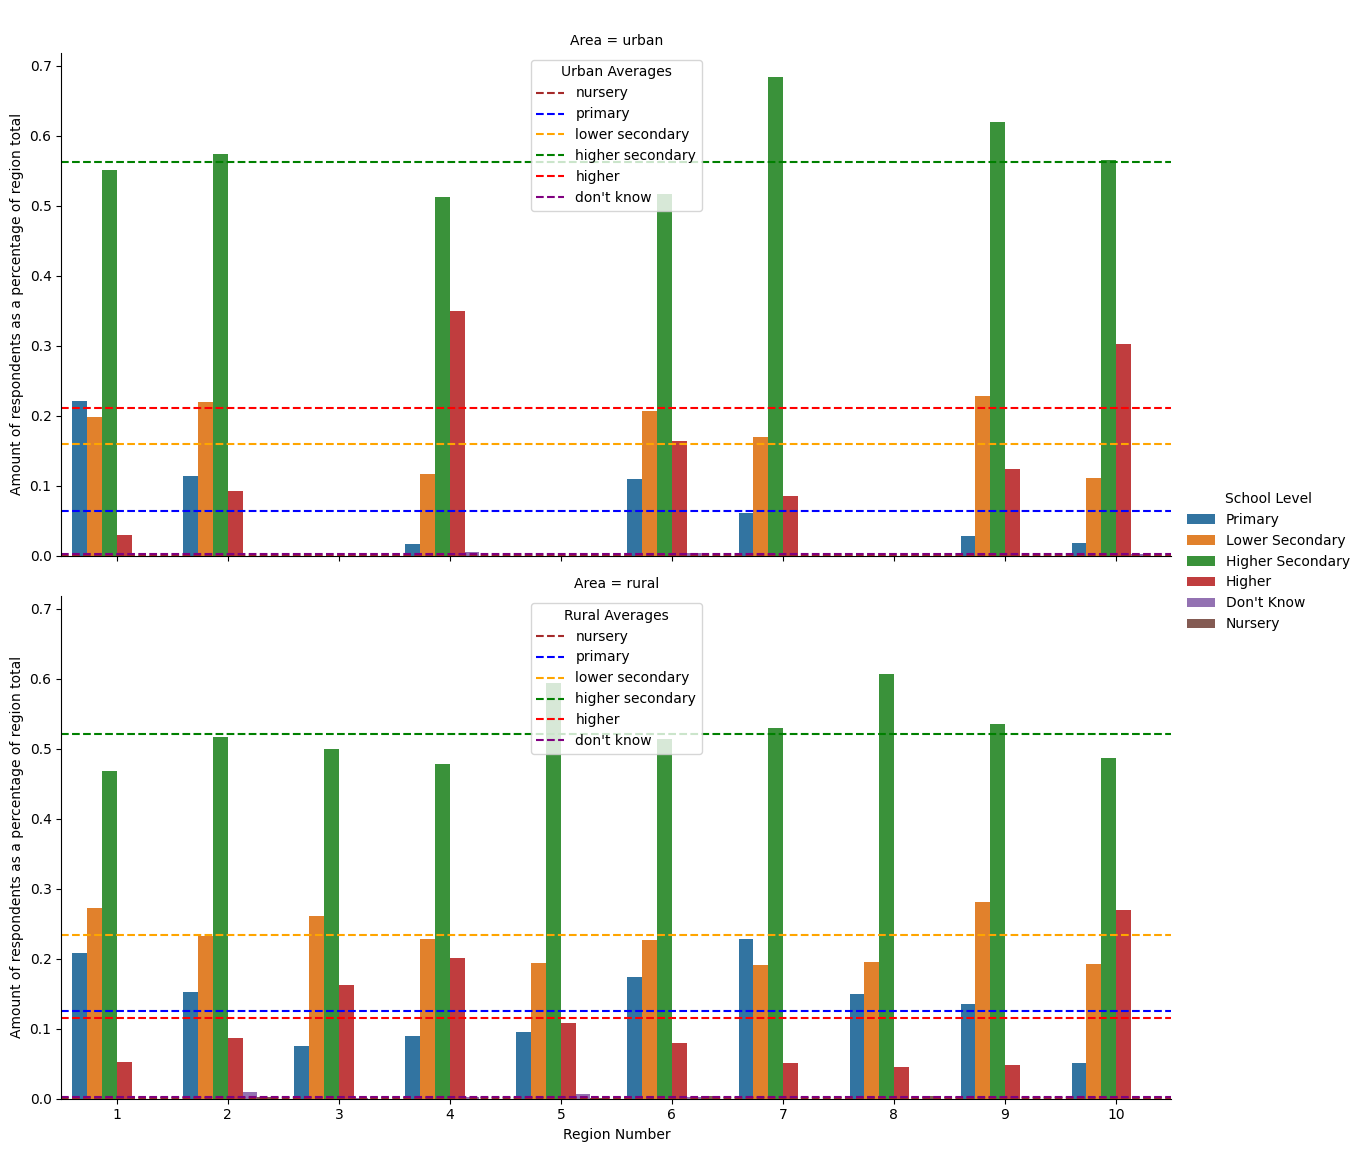 Area = urban
Urban Averages
nursery
primary
lower secondary
higher secondary
higher
don't know
0.7
0.6
0.5
0.4
0.3
0.2
0.1
0.0
Amount of respondents as a percentage of region total
Area = rural
Rural Averages
nursery
primary
lower secondary
higher secondary
higher
don't know
0.7
0.6
0.5
0.4
0.3
0.2
0.1
0.0
Amount of respondents as a percentage of region total
1 2 3 4 5 6 7 8 9 10
Region Number
School Level
Primary
Lower Secondary
Higher Secondary
Higher
Don't Know
Nursery